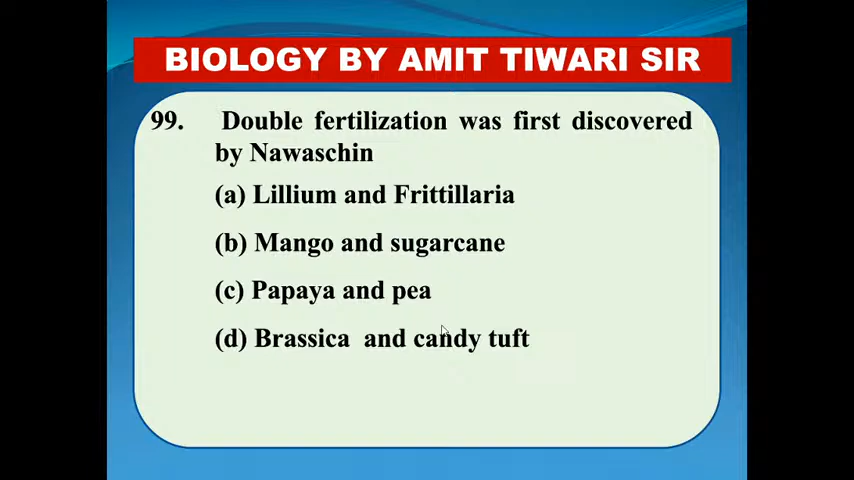 BIOLOGY BY AMIT TIWARI SIR
99. Double fertilization was first discovered
by Nawaschin
(a) Lillium and Frittillaria
(b) Mango and sugarcane
(c) Papaya and pea
(d) Brassica and candy tuft